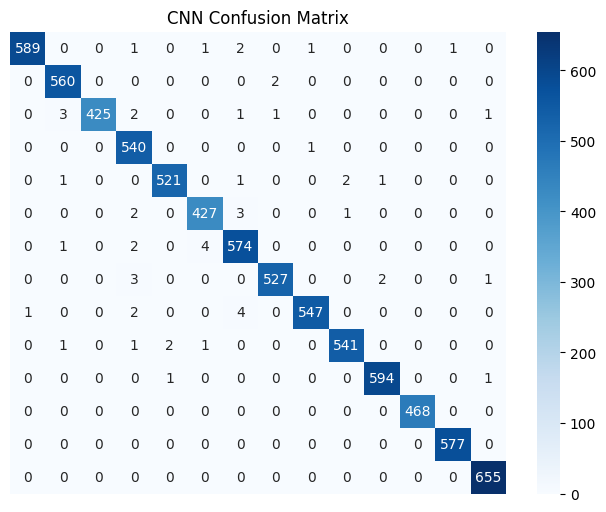 CNN Confusion Matrix
589 0 0 1 0 1 2 0 1 0 0 0 1 0
0 560 0 0 0 0 0 2 0 0 0 0 0 0
0 3 425 2 0 0 1 1 0 0 0 0 0 1
0 0 0 540 0 0 0 0 1 0 0 0 0 0
0 1 0 0 521 0 1 0 0 2 1 0 0 0
0 0 0 2 0 427 3 0 0 1 0 0 0 0
0 1 0 2 0 4 574 0 0 0 0 0 0 0
0 0 0 3 0 0 0 527 0 0 2 0 0 1
1 0 0 2 0 0 4 0 547 0 0 0 0 0
0 1 0 1 2 1 0 0 0 541 0 0 0 0
0 0 0 0 1 0 0 0 0 0 594 0 0 1
0 0 0 0 0 0 0 0 0 0 0 468 0 0
0 0 0 0 0 0 0 0 0 0 0 0 577 0
0 0 0 0 0 0 0 0 0 0 0 0 0 655
600
500
400
300
200
100
0